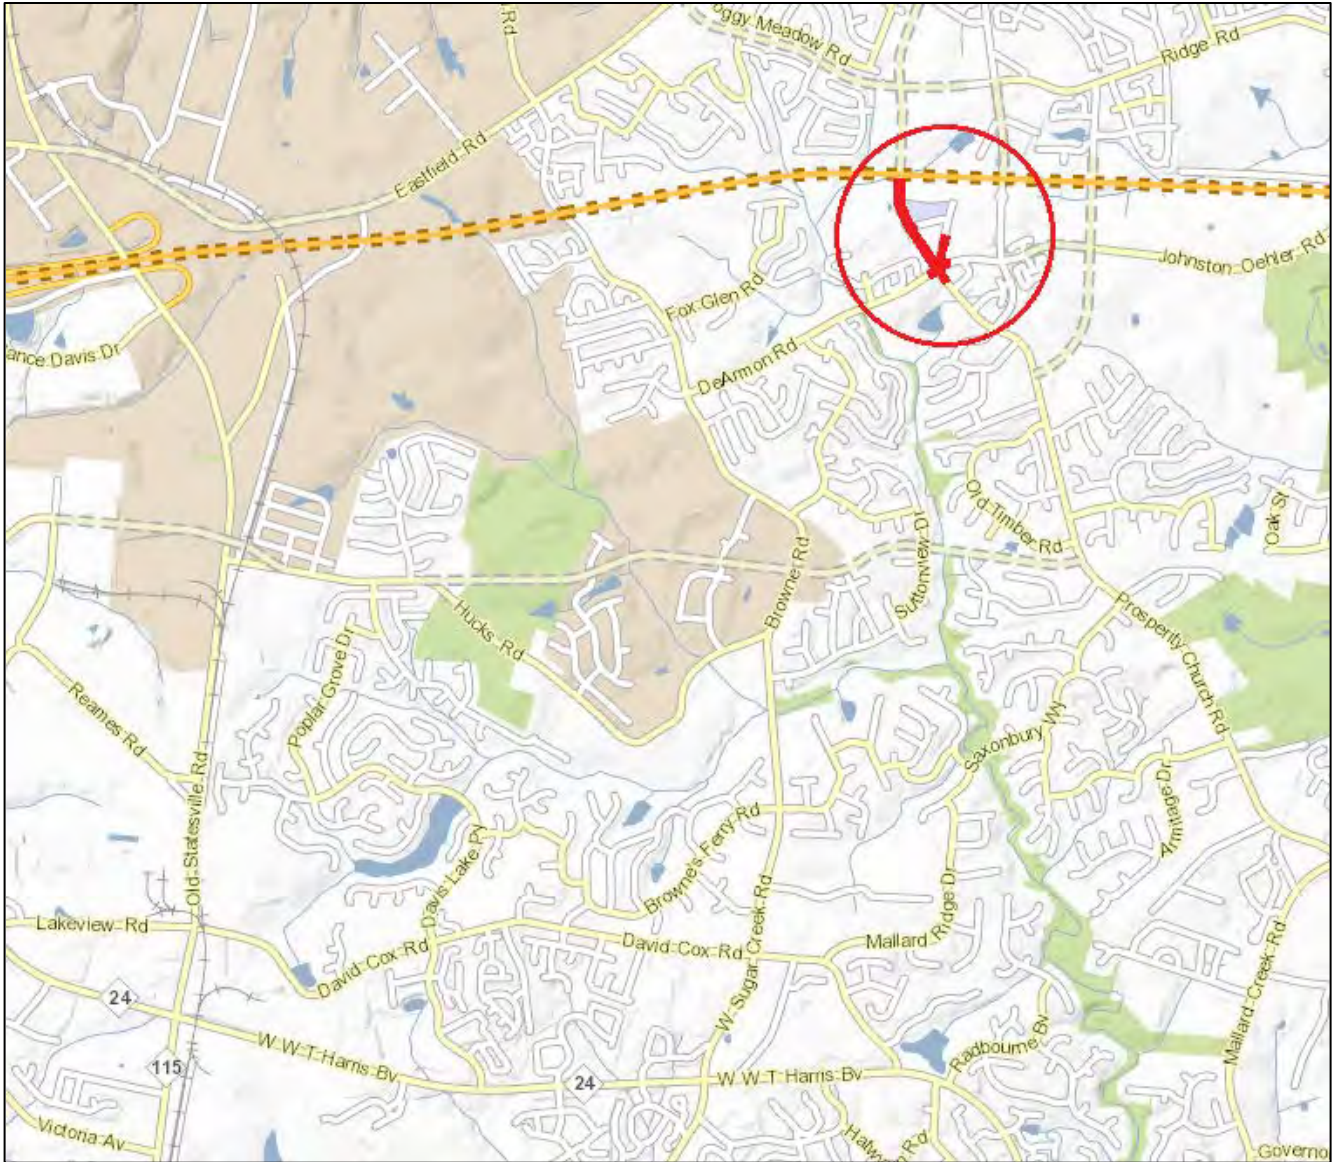 Rd
oggy Meadow Rd
Ridge Rd
Eastfield Rd
Johnston Oehler Rd
Fox Glen Rd
ance Davis Dr
DeArmon Rd
Old Timber Rd
Oak St
Suttonview Dr
Browne Rd
Hucks Rd
Prosperity Church Rd
Poplar Grove Dr
Reames Rd
Saxonbury Wy
Old Statesville Rd
Armitage Dr
Browne's Ferry Rd
Davis Lake Py
Lakeview Rd
David Cox Rd
David Cox Rd
Mallard Ridge Dr
W Sugar Creek Rd
Mallard Creek Rd
24
W W T Harris Bv
115
24
W W T Harris Bv
Radbourne Bv
Victoria Av
Rd
Governo